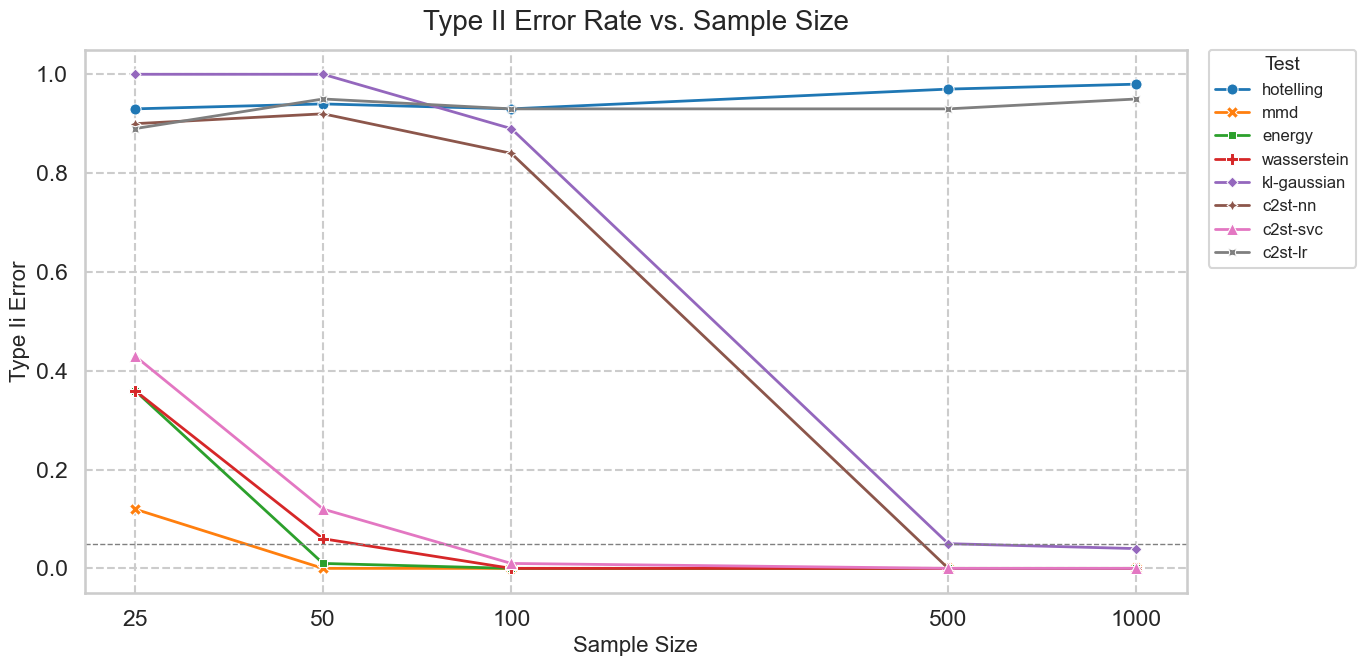 Type II Error Rate vs. Sample Size
Type Ii Error
1.0
0.8
0.6
0.4
0.2
0.0
25
50
100
500
1000
Sample Size
Test
hotelling
mmd
energy
wasserstein
kl-gaussian
c2st-nn
c2st-svc
c2st-lr